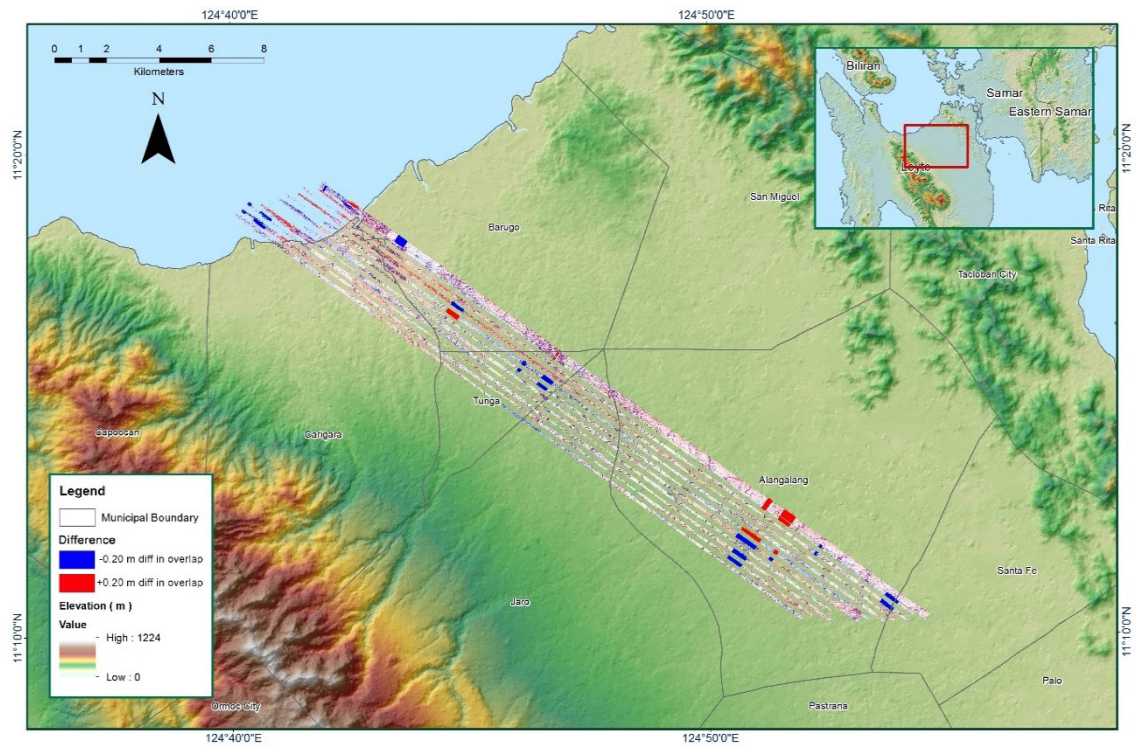 124°40'0"E
124°50'0"E
0 1 2 4 6 8
Kilometers
N
Biliran
Samar
Eastern Samar
Leyte
11°20'0"N
11°20'0"N
San Miguel
Rita
Barugo
Santa Rita
Tacloban City
Tunga
Capoocan
Carigara
Alangalang
Legend
Municipal Boundary
Difference
-0.20 m diff in overlap
+0.20 m diff in overlap
Elevation ( m )
Value
High : 1224
Low : 0
Santa Fe
Jaro
11°10'0"N
11°10'0"N
Palo
Ormoc City
Pastrana
124°40'0"E
124°50'0"E